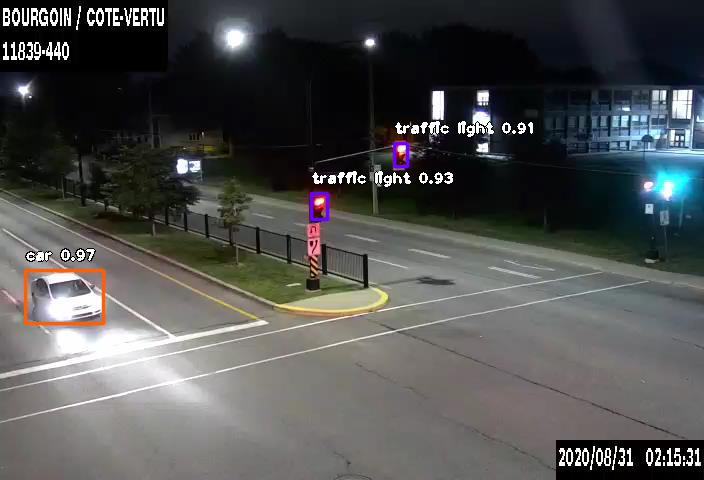 BOURGOIN / COTE-VERTU
11839-440
traffic light 0.91
traffic light 0.93
car 0.97
2020/08/31 02:15:31